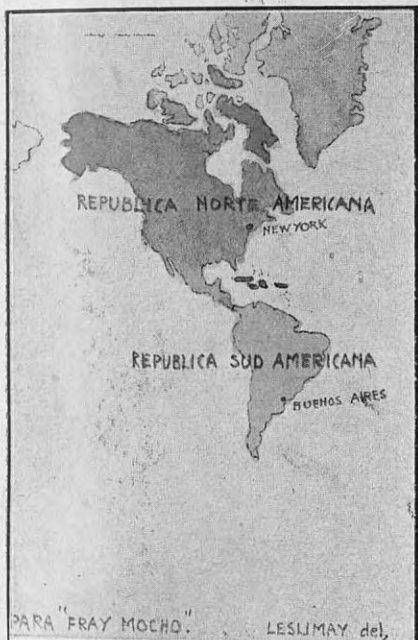 REPUBLICA NORTE AMERICANA
NEW YORK
REPUBLICA SUD AMERICANA
BUENOS AIRES
PARA "FRAY MOCHO". LESLIMAY del,